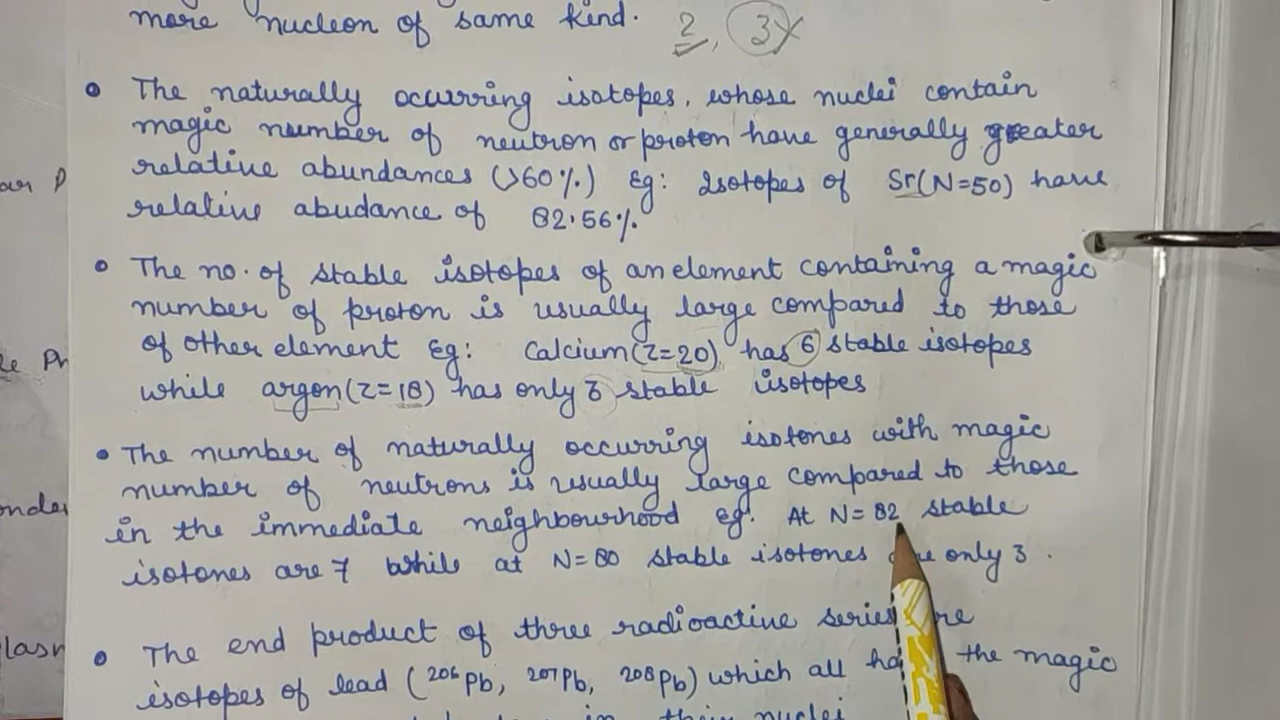 more nucleon of same kind. 2, 3
The naturally ocurring isotopes, whose nuclei contain
magic number of neutron or proton have generally greater
relative abundances (>60%) Eg: Isotopes of Sr(N=50) have
relative abudance of 82.56%.
The no. of stable isotopes of an element containing a magic
number of proton is usually large compared to those
of other element Eg: Calcium(Z=20) has 6 stable isotopes
while argon(Z=18) has only 3 stable isotopes
The number of naturally occurring isotones with magic
number of neutrons is usually large compared to those
in the immediate neighbourhood eg. At N=82 stable
isotones are 7 while at N=80 stable isotones only 3.
The end product of three radioactive series
isotopes of lead (206Pb, 207Pb, 208Pb) which all the magic
in their nuclei